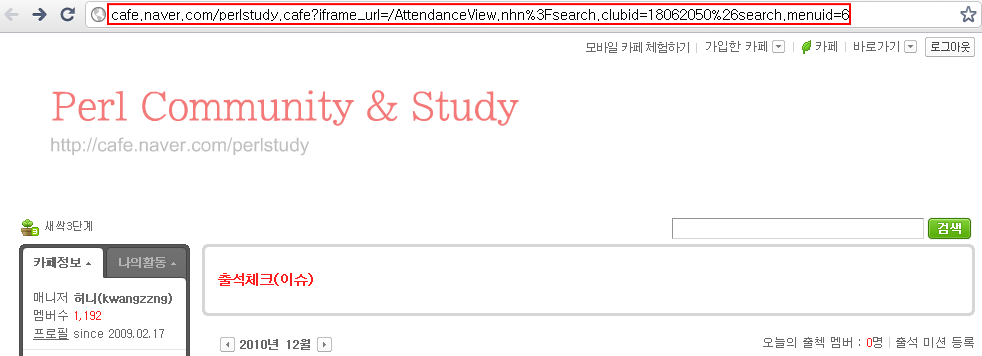 cafe.naver.com/perlstudy.cafe?iframe_url=/AttendanceView.nhn%3Fsearch.clubid=18062050%26search.menuid=6
모바일 카페 체험하기 가입한 카페 카페 바로가기 로그아웃
Perl Community & Study
http://cafe.naver.com/perlstudy
새싹3단계
검색
카페정보 나의활동
출석체크(이슈)
매니저 허니(kwangzzng)
멤버수 1,192
프로필 since 2009.02.17
2010년 12월 오늘의 출첵 멤버 : 0명 출석 미션 등록